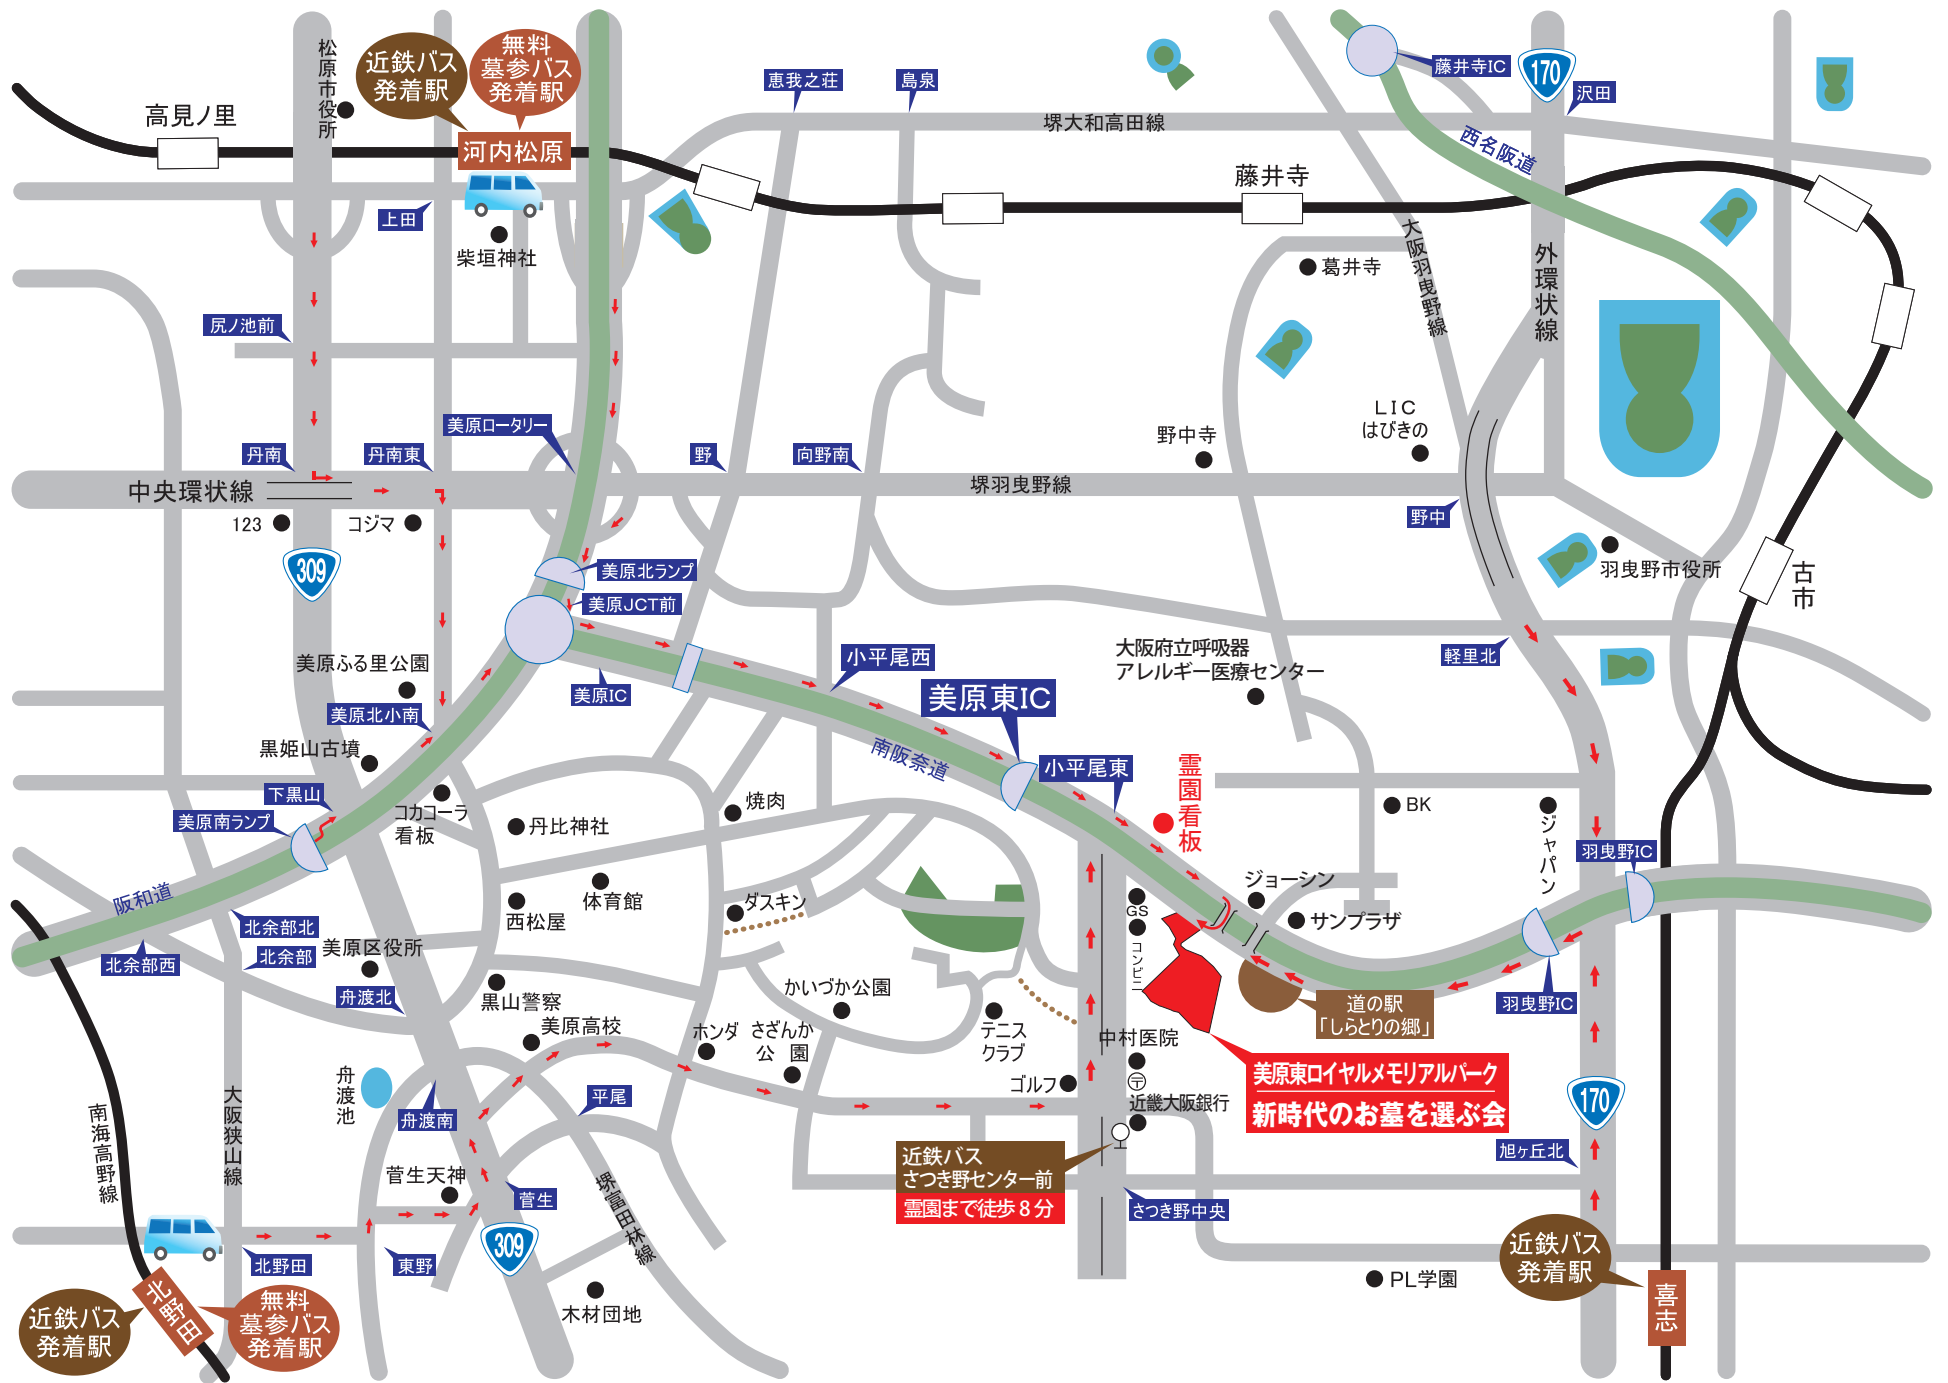 松原市役所
近鉄バス
発着駅
無料
墓参バス
発着駅
高見ノ里
河内松原
恵我之荘
島泉
藤井寺IC
170
沢田
堺大和高田線
西名阪道
藤井寺
上田
柴垣神社
大阪羽曳野線
外環状線
葛井寺
尻ノ池前
LIC
はびきの
美原ロータリー
丹南
丹南東
野
向野南
野中寺
中央環状線
堺羽曳野線
野中
123
コジマ
309
美原北ランプ
美原JCT前
羽曳野市役所
古市
美原ふる里公園
美原IC
小平尾西
美原東IC
大阪府立呼吸器
アレルギー医療センター
軽里北
美原北小南
黒姫山古墳
南阪奈道
小平尾東
霊園看板
下黒山
美原南ランプ
コカコーラ
看板
丹比神社
焼肉
BK
ジャパン
羽曳野IC
阪和道
体育館
西松屋
ダスキン
GS
コンビニ
ジョーシン
サンプラザ
北余部北
北余部
北余部西
美原区役所
舟渡北
黒山警察
美原高校
かいづか公園
ホンダ
さざんか
公園
テニス
クラブ
中村医院
道の駅
「しらとりの郷」
羽曳野IC
舟渡池
舟渡南
平尾
ゴルフ
〒
近畿大阪銀行
美原東ロイヤルメモリアルパーク
新時代のお墓を選ぶ会
170
南海高野線
大阪狭山線
菅生天神
菅生
堺富田林線
近鉄バス
さつき野センター前
霊園まで徒歩8分
さつき野中央
旭ヶ丘北
309
北野田
東野
近鉄バス
発着駅
北野田
無料
墓参バス
発着駅
木材団地
PL学園
近鉄バス
発着駅
喜志